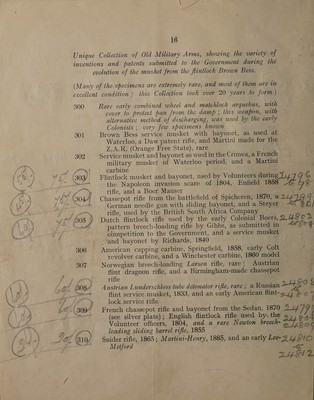 16
Unique Collection of Old Military Arms, showing the variety of
inventions and patents submitted to the Government during the
evolution of the musket from the flintlock Brown Bess.
(Many of the specimens are extremely rare, and most of them are in
excellent condition ; this Collection took over 20 years to form)
300 Rare early combined wheel and matchlock arquebus, with
cover to protect pan from the damp ; this weapon, with
alternative method of discharging, was used by the early
Colonists ; very few specimens known
301 Brown Bess service musket with bayonet, as used at
Waterloo, a Daw patent rifle, and Martini made for the
Z.A.R. (Orange Free State), rare
302 Service musket and bayonet as used in the Crimea, a French
military musket of Waterloo period, and a Martini
carbine
303 Flintlock musket and bayonet, used by Volunteers during 24796
the Napoleon invasion scare of 1804, Enfield 1858
rifle, and a Boer Mauser
304 Chassepot rifle from the battlefield of Spicheren, 1870, a
German needle gun with sliding bayonet, and a Steyer
rifle, used by the British South Africa Company
305 Dutch flintlock rifle used by the early Colonial Boers, 24802
pattern breech-loading rifle by Gibbs, as submitted in
competition to the Government, and a service musket
and bayonet by Richards, 1840
306 American capping carbine, Springfield, 1858, early Colt
revolver carbine, and a Winchester carbine, 1860 model
307 Norwegian breech-loading Larsen rifle, rare ; Austrian
flint dragoon rifle, and a Birmingham-made chassepot
rifle
308 Austrian Lunderschloss tube detonator rifle, rare ; a Russian
flint service musket, 1833, and an early American flint-
lock service rifle
309 French chassepot rifle and bayonet from the Sedan, 1870
(see silver plate) ; English flintlock rifle used by the
Volunteer officers, 1804, and a rare Newton breech-
loading sliding barrel rifle, 1855
310 Snider rifle, 1865 ; Martini-Henry, 1885, and an early Lee- 24810
Mitford
24812